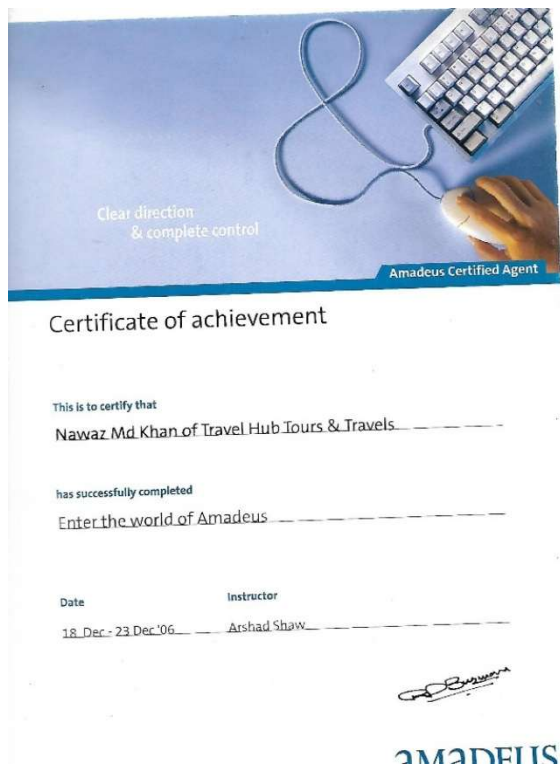 Clear direction
& complete control
Amadeus Certified Agent
Certificate of achievement
This is to certify that
Nawaz Md Khan of Travel Hub Tours & Travels
has successfully completed
Enter the world of Amadeus
Date Instructor
18 Dec - 23 Dec '06 Arshad Shaw
amadeus